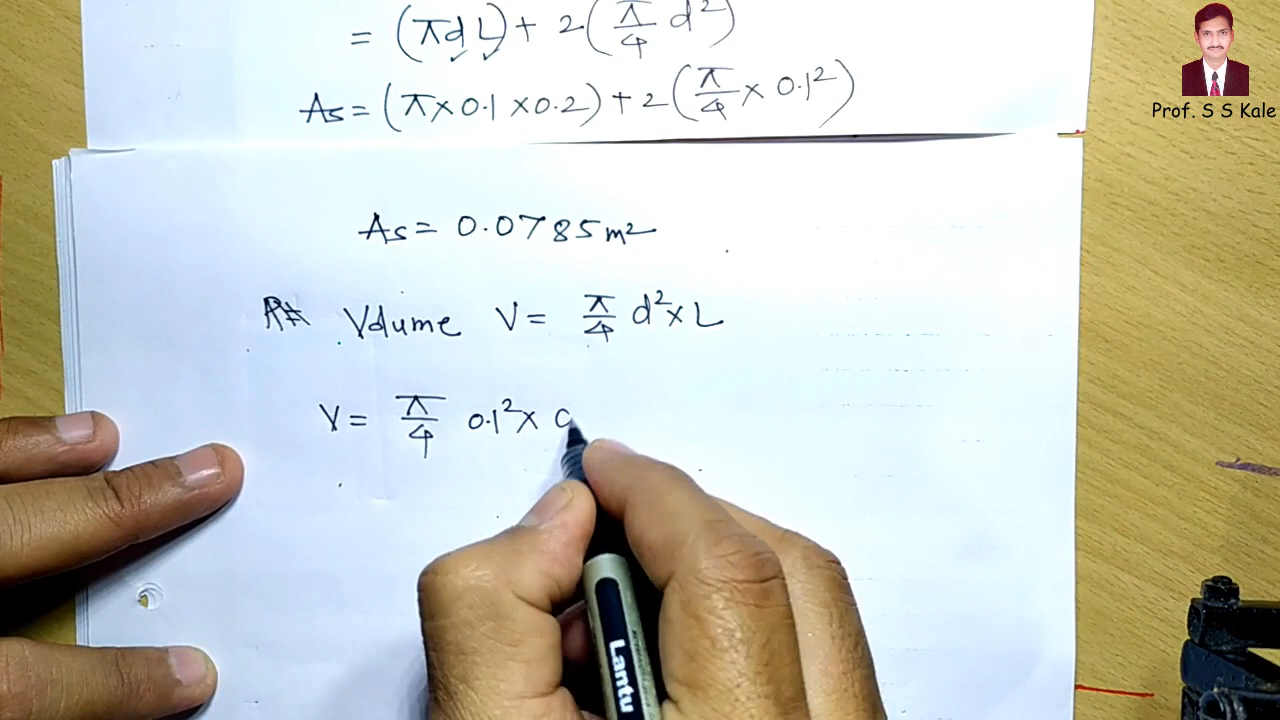 = (πd L) + 2 (π/4 d²)
As = (π × 0.1 × 0.2) + 2 (π/4 × 0.1²)
As = 0.0785 m²
Volume V = π/4 d² × L
V = π/4 0.1² ×
Prof. S S Kale
Lantu